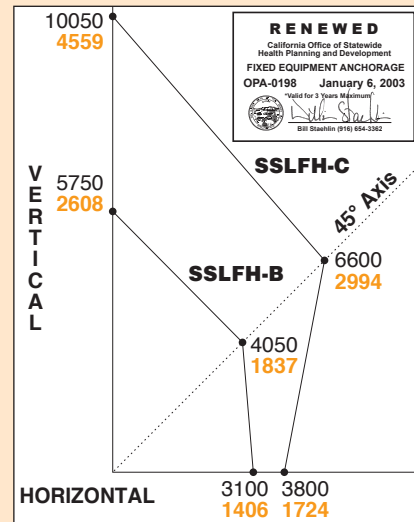 RENEWED
California Office of Statewide
Health Planning and Development
FIXED EQUIPMENT ANCHORAGE
OPA-0198 January 6, 2003
*Valid for 3 Years Maximum
Bill Staehlin (916) 654-3362
10050
4559
SSLFH-C
45° Axis
VERTICAL
5750
2608
SSLFH-B
6600
2994
4050
1837
HORIZONTAL
3100
1406
3800
1724